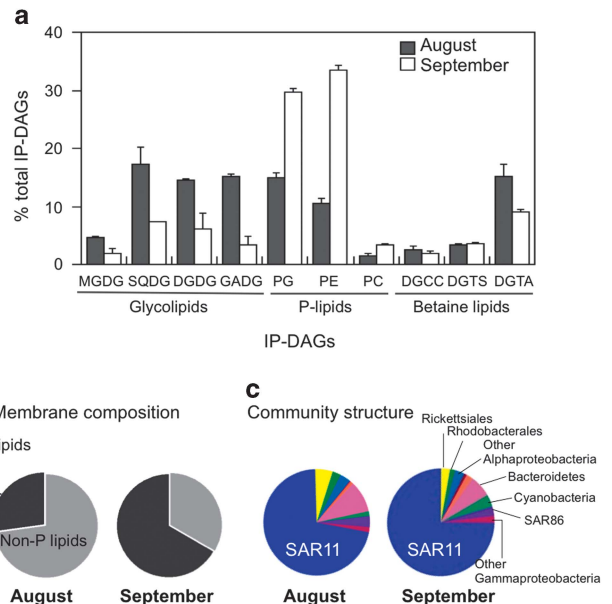 a
40
30
20
10
0
% total IP-DAGs
August
September
MGDG SQDG DGDG GADG PG PE PC DGCC DGTS DGTA
Glycolipids P-lipids Betaine lipids
IP-DAGs
Membrane composition
ipids
Non-P lipids
August September
c
Community structure
Rickettsiales
Rhodobacterales
Other
Alphaproteobacteria
Bacteroidetes
Cyanobacteria
SAR86
Other
Gammaproteobacteria
SAR11 SAR11
August September